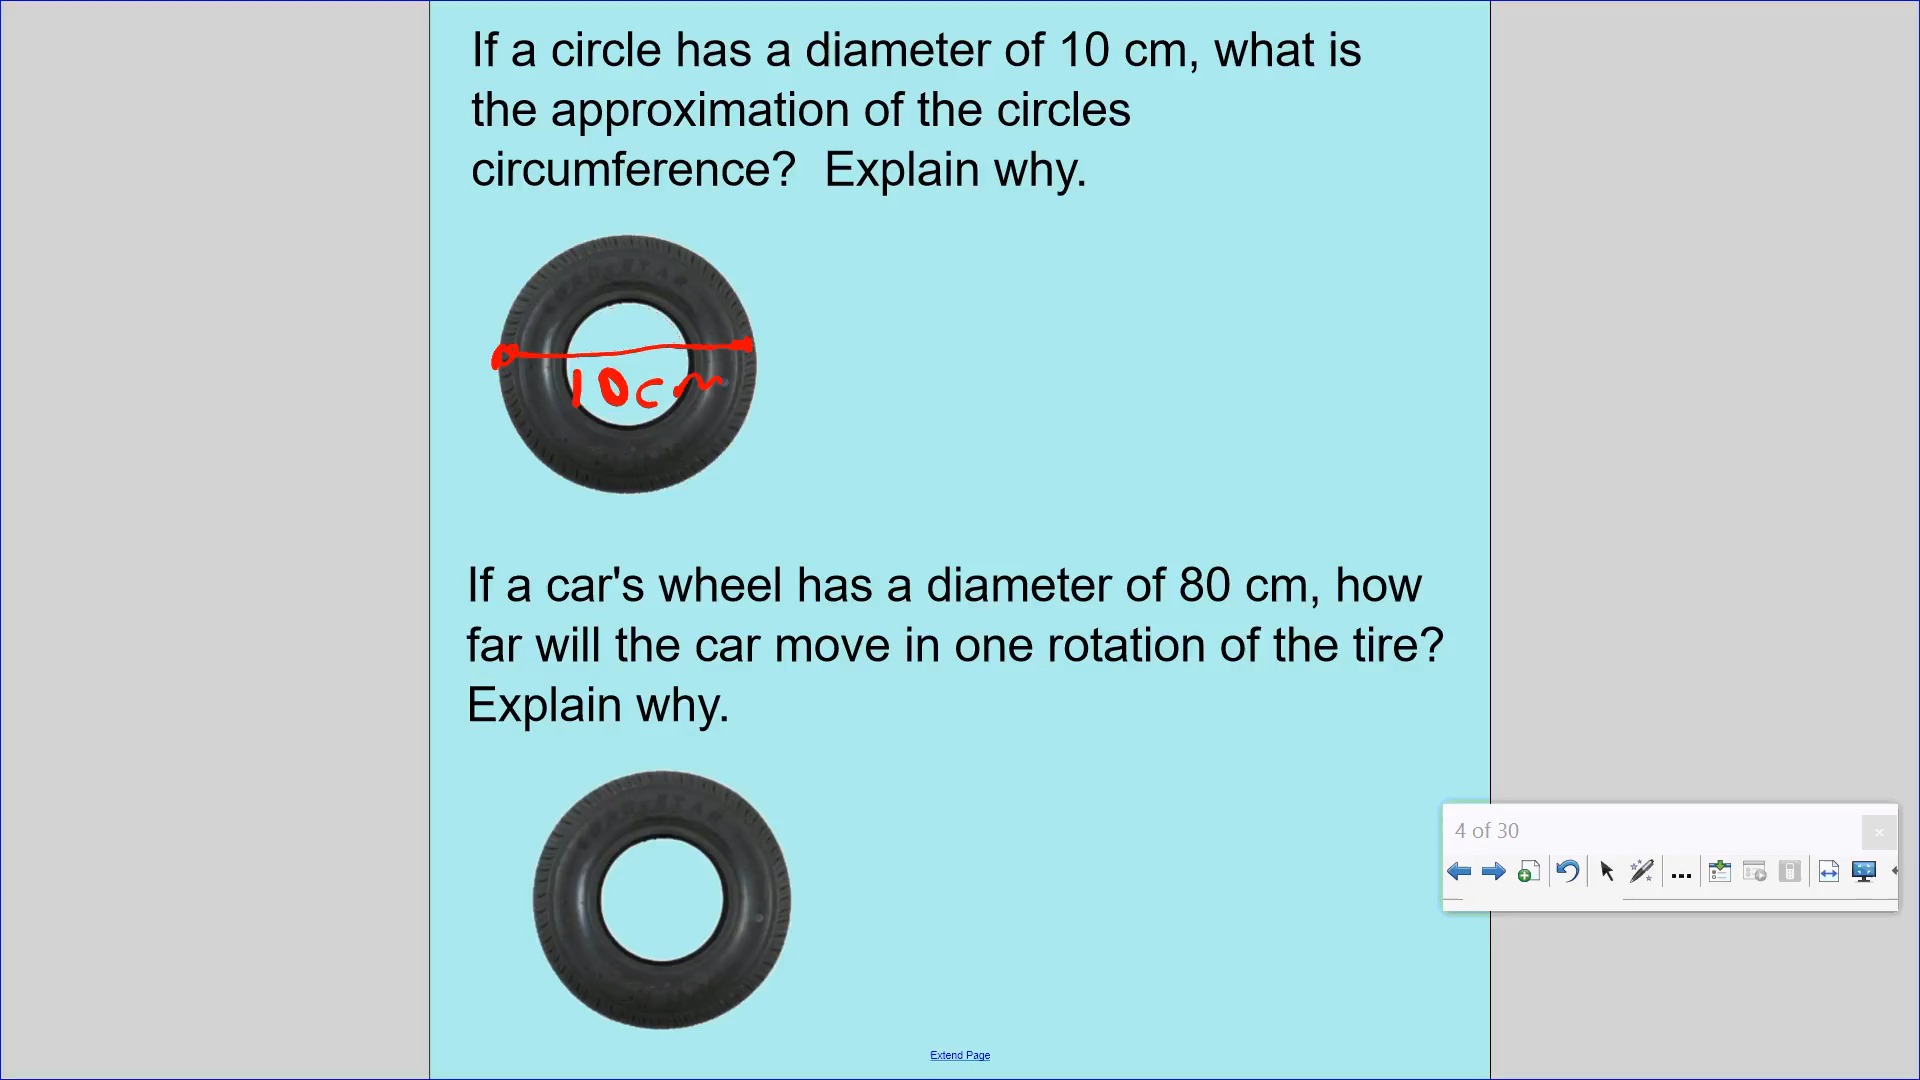 If a circle has a diameter of 10 cm, what is
the approximation of the circles
circumference?  Explain why.
10cm
If a car's wheel has a diameter of 80 cm, how
far will the car move in one rotation of the tire?
Explain why.
4 of 30
Extend Page